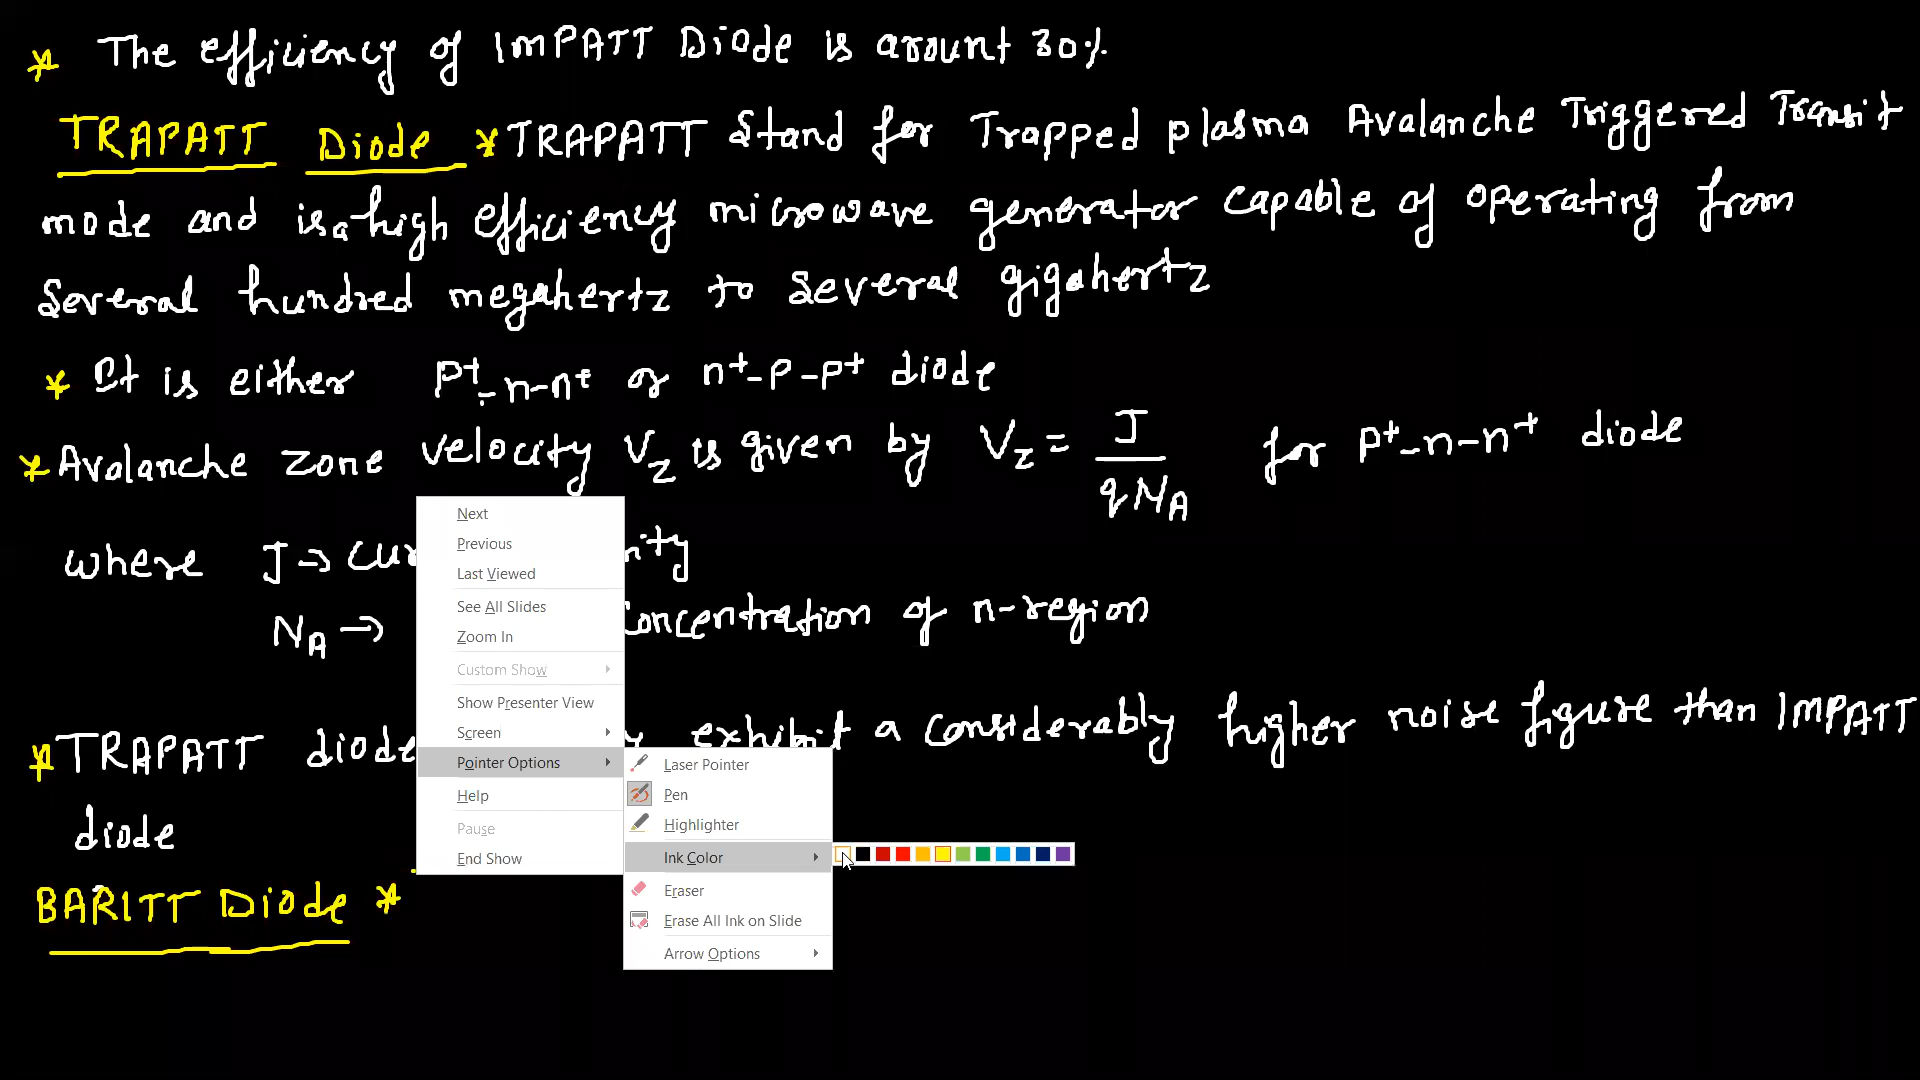 * The efficiency of IMPATT Diode is arount 30%
TRAPATT Diode * TRAPATT Stand for Trapped plasma Avalanche Triggered Transit
mode and is a high efficiency microwave generator capable of operating from
Several hundred megahertz to several gigahertz
* It is either P+-n-n+ or n+-P-P+ diode
* Avalanche zone velocity Vz is given by Vz = J / qNA for P+-n-n+ diode
where J → 
NA → concentration of n-region
* TRAPATT diode exhibit a considerably higher noise figure than IMPATT
diode
BARITT Diode *
Next
Previous
Last Viewed
See All Slides
Zoom In
Custom Show
Show Presenter View
Screen
Pointer Options
Help
Pause
End Show
Laser Pointer
Pen
Highlighter
Ink Color
Eraser
Erase All Ink on Slide
Arrow Options